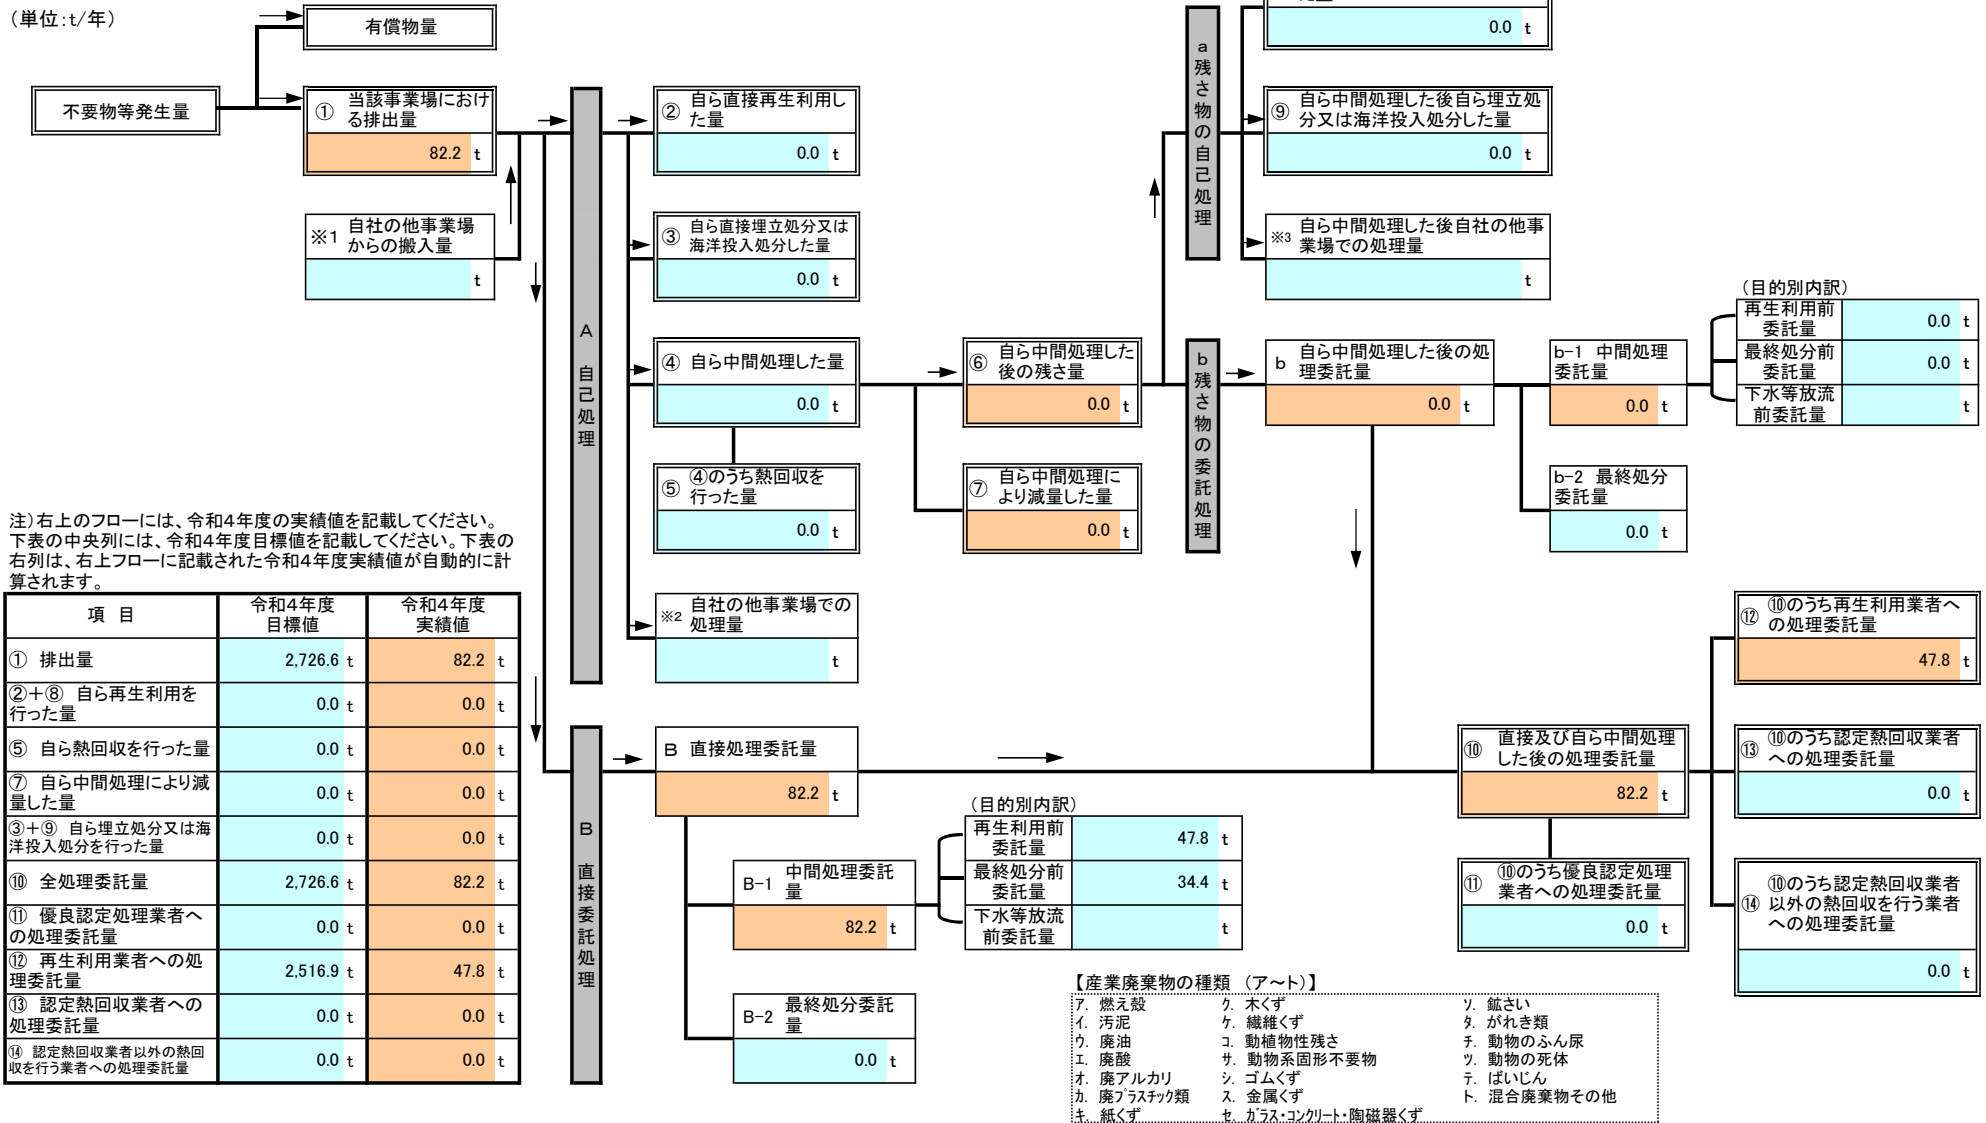 （単位：t/年）
有償物量
不要物等発生量
① 当該事業場におけ
る排出量
82.2 t
※1 自社の他事業場
からの搬入量
t
A 自己処理
② 自ら直接再生利用し
た量
0.0 t
③ 自ら直接埋立処分又は
海洋投入処分した量
0.0 t
④ 自ら中間処理した量
0.0 t
⑤ ④のうち熱回収を
行った量
0.0 t
※2 自社の他事業場での
処理量
t
⑥ 自ら中間処理した
後の残さ量
0.0 t
⑦ 自ら中間処理に
より減量した量
0.0 t
a 残さ物の自己処理
0.0 t
⑨ 自ら中間処理した後自ら埋立処
分又は海洋投入処分した量
0.0 t
※3 自ら中間処理した後自社の他事
業場での処理量
t
b 残さ物の委託処理
b 自ら中間処理した後の処
理委託量
0.0 t
b-1 中間処理
委託量
0.0 t
b-2 最終処分
委託量
0.0 t
（目的別内訳）
再生利用前
委託量 0.0 t
最終処分前
委託量 0.0 t
下水等放流
前委託量 t
注）右上のフローには、令和4年度の実績値を記載してください。
下表の中央列には、令和4年度目標値を記載してください。下表の
右列は、右上フローに記載された令和4年度実績値が自動的に計
算されます。
項 目 令和4年度
目標値 令和4年度
実績値
① 排出量 2,726.6 t 82.2 t
②＋⑧ 自ら再生利用を
行った量 0.0 t 0.0 t
⑤ 自ら熱回収を行った量 0.0 t 0.0 t
⑦ 自ら中間処理により減
量した量 0.0 t 0.0 t
③＋⑨ 自ら埋立処分又は海
洋投入処分を行った量 0.0 t 0.0 t
⑩ 全処理委託量 2,726.6 t 82.2 t
⑪ 優良認定処理業者へ
の処理委託量 0.0 t 0.0 t
⑫ 再生利用業者への処
理委託量 2,516.9 t 47.8 t
⑬ 認定熱回収業者への
処理委託量 0.0 t 0.0 t
⑭ 認定熱回収業者以外の熱回
収を行う業者への処理委託量 0.0 t 0.0 t
B 直接委託処理
B 直接処理委託量
82.2 t
B-1 中間処理委託
量
82.2 t
B-2 最終処分委託
量
0.0 t
（目的別内訳）
再生利用前
委託量 47.8 t
最終処分前
委託量 34.4 t
下水等放流
前委託量 t
⑩ 直接及び自ら中間処理
した後の処理委託量
82.2 t
⑪ ⑩のうち優良認定処理
業者への処理委託量
0.0 t
⑫ ⑩のうち再生利用業者へ
の処理委託量
47.8 t
⑬ ⑩のうち認定熱回収業者
への処理委託量
0.0 t
⑭ ⑩のうち認定熱回収業者
以外の熱回収を行う業者
への処理委託量
0.0 t
【産業廃棄物の種類 （ア～ト）】
ア. 燃え殻 ク. 木くず ソ. 鉱さい
イ. 汚泥 ケ. 繊維くず タ. がれき類
ウ. 廃油 コ. 動植物性残さ チ. 動物のふん尿
エ. 廃酸 サ. 動物系固形不要物 ツ. 動物の死体
オ. 廃アルカリ シ. ゴムくず テ. ばいじん
カ. 廃プラスチック類 ス. 金属くず ト. 混合廃棄物その他
キ. 紙くず セ. ガラス・コンクリート・陶磁器くず